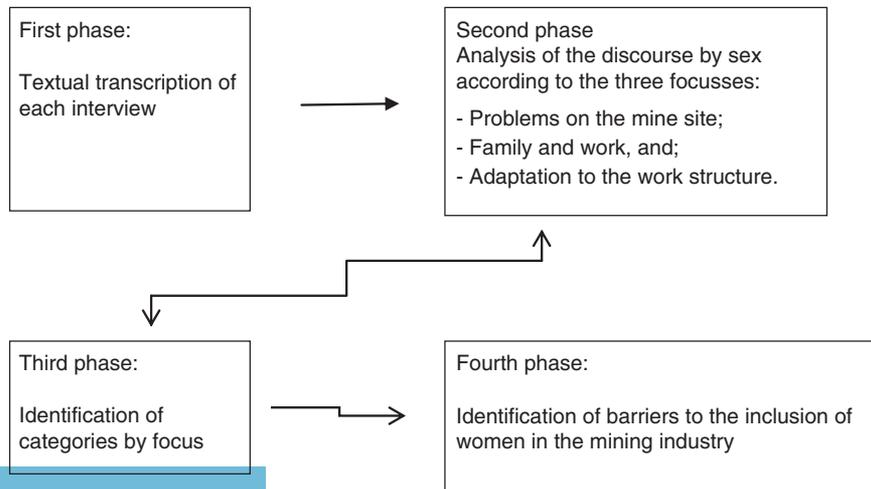 First phase:
Textual transcription of
each interview
Second phase
Analysis of the discourse by sex
according to the three focusses:
- Problems on the mine site;
- Family and work, and;
- Adaptation to the work structure.
Third phase:
Identification of
categories by focus
Fourth phase:
Identification of barriers to the inclusion of
women in the mining industry